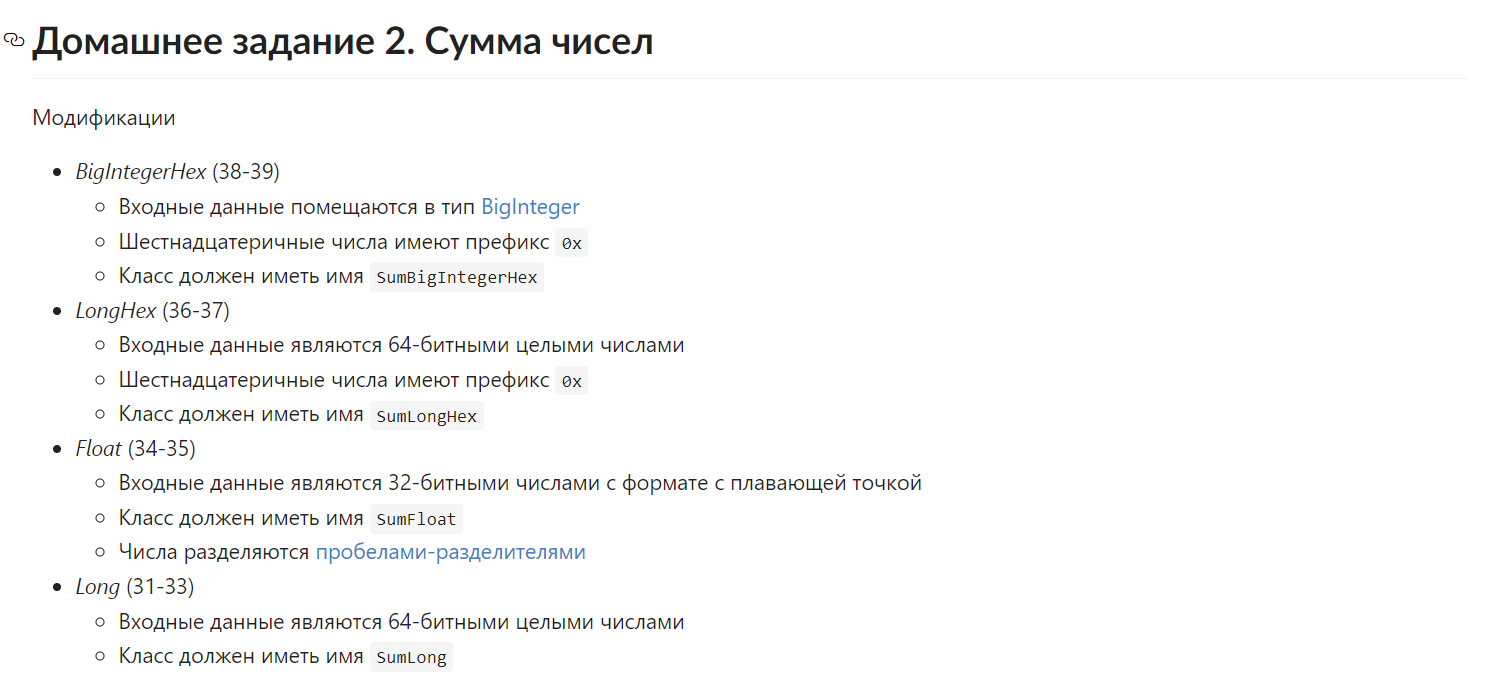 Домашнее задание 2. Сумма чисел
Модификации
BigIntegerHex (38-39)
Входные данные помещаются в тип BigInteger
Шестнадцатеричные числа имеют префикс 0x
Класс должен иметь имя SumBigIntegerHex
LongHex (36-37)
Входные данные являются 64-битными целыми числами
Шестнадцатеричные числа имеют префикс 0x
Класс должен иметь имя SumLongHex
Float (34-35)
Входные данные являются 32-битными числами с формате с плавающей точкой
Класс должен иметь имя SumFloat
Числа разделяются пробелами-разделителями
Long (31-33)
Входные данные являются 64-битными целыми числами
Класс должен иметь имя SumLong